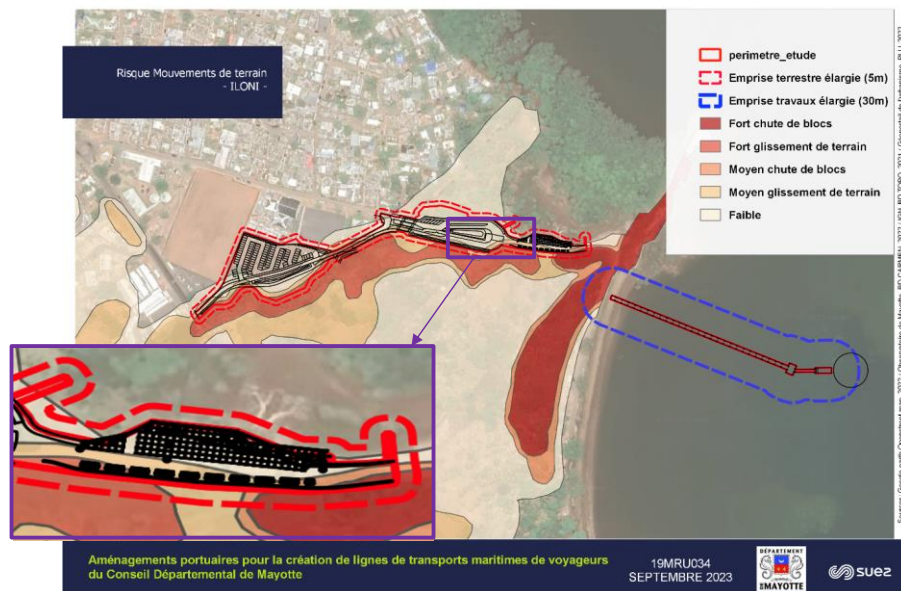 Risque Mouvements de terrain
- ILONI -
perimetre_etude
Emprise terrestre élargie (5m)
Emprise travaux élargie (30m)
Fort chute de blocs
Fort glissement de terrain
Moyen chute de blocs
Moyen glissement de terrain
Faible
Aménagements portuaires pour la création de lignes de transports maritimes de voyageurs
du Conseil Départemental de Mayotte
19MRU034
SEPTEMBRE 2023
DÉPARTEMENT
DE MAYOTTE
suez